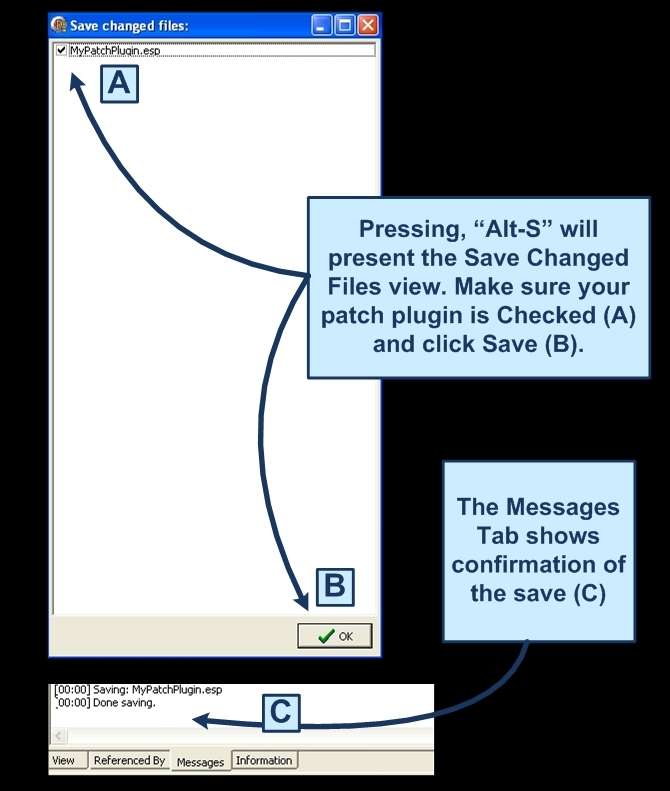 Save changed files:
MyPatchPlugin.esp
A
Pressing, “Alt-S” will
present the Save Changed
Files view. Make sure your
patch plugin is Checked (A)
and click Save (B).
The Messages
Tab shows
confirmation of
the save (C)
B
OK
[00:00] Saving: MyPatchPlugin.esp
[00:00] Done saving.
C
View Referenced By Messages Information